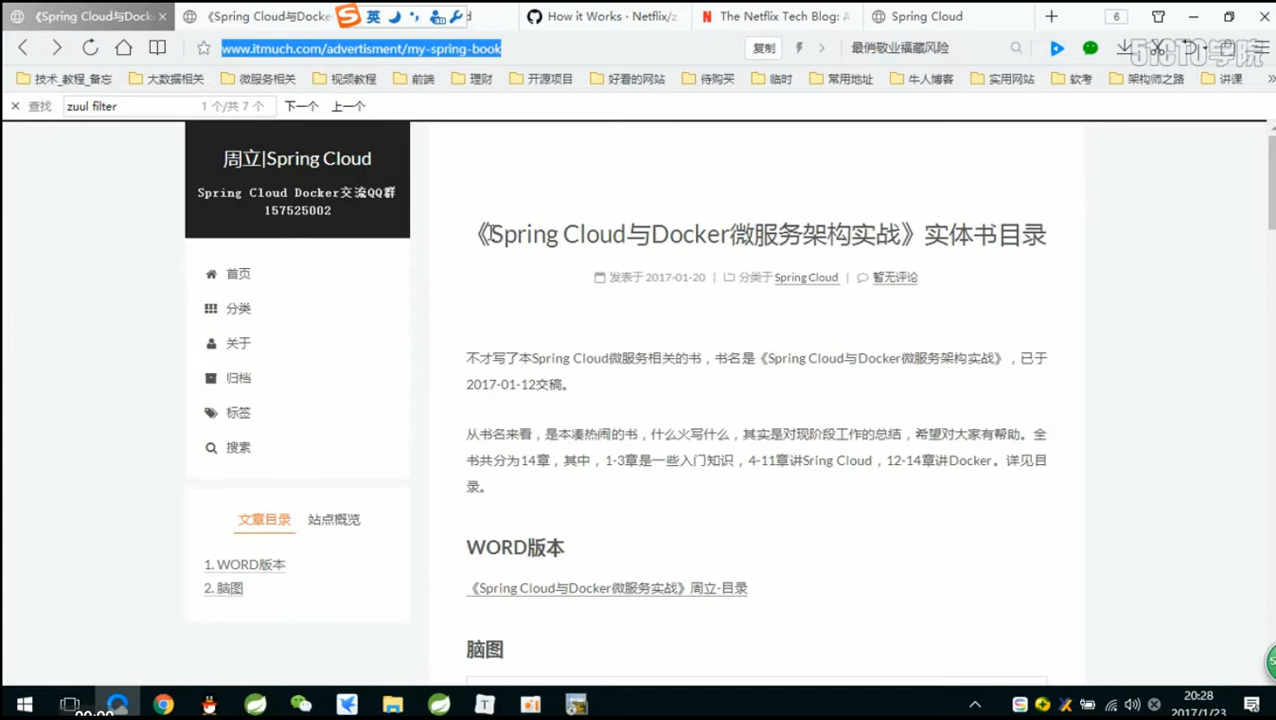 《Spring Cloud与Dock
《Spring Cloud与Docke
英
How it Works · Netflix/z
The Netflix Tech Blog: A
Spring Cloud
6
www.itmuch.com/advertisment/my-spring-book
复制
最俏敬业福藏风险
51CTO学院
技术_教程_备忘
大数据相关
微服务相关
视频教程
前端
理财
开源项目
好看的网站
待购买
临时
常用地址
牛人博客
实用网站
软考
架构师之路
讲课
查找
zuul filter
1 个/共 7 个
下一个
上一个
周立|Spring Cloud
Spring Cloud Docker交流QQ群
157525002
首页
分类
关于
归档
标签
搜索
文章目录 站点概览
1. WORD版本
2. 脑图
《Spring Cloud与Docker微服务架构实战》实体书目录
发表于 2017-01-20 | 分类于 Spring Cloud | 暂无评论
不才写了本Spring Cloud微服务相关的书，书名是《Spring Cloud与Docker微服务架构实战》，已于
2017-01-12交稿。
从书名来看，是本凑热闹的书，什么火写什么，其实是对现阶段工作的总结，希望对大家有帮助。全
书共分为14章，其中，1-3章是一些入门知识，4-11章讲Sring Cloud，12-14章讲Docker。详见目
录。
WORD版本
《Spring Cloud与Docker微服务实战》周立-目录
脑图
00:00
20:28
2017/1/23